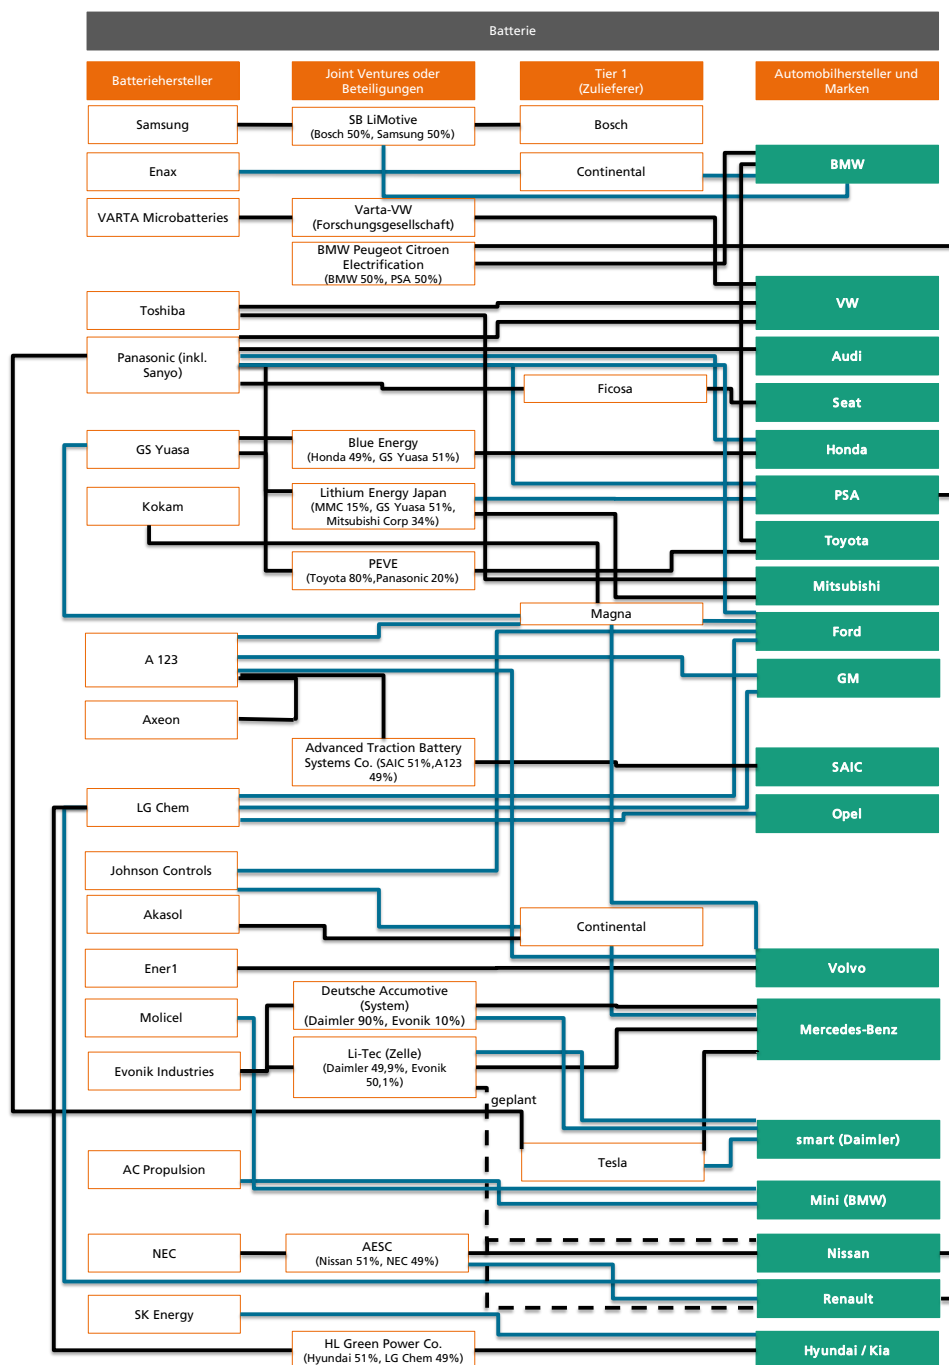 Batterie
Batteriehersteller
Joint Ventures oder
Beteiligungen
Tier 1
(Zulieferer)
Automobilhersteller und
Marken
Samsung
SB LiMotive
(Bosch 50%, Samsung 50%)
Bosch
BMW
Enax
Continental
VARTA Microbatteries
Varta-VW
(Forschungsgesellschaft)
BMW Peugeot Citroen
Electrification
(BMW 50%, PSA 50%)
Toshiba
VW
Panasonic (inkl.
Sanyo)
Audi
Ficosa
Seat
GS Yuasa
Blue Energy
(Honda 49%, GS Yuasa 51%)
Honda
Kokam
Lithium Energy Japan
(MMC 15%, GS Yuasa 51%,
Mitsubishi Corp 34%)
PSA
Toyota
PEVE
(Toyota 80%,Panasonic 20%)
Mitsubishi
Magna
Ford
A 123
GM
Axeon
Advanced Traction Battery
Systems Co. (SAIC 51%,A123
49%)
SAIC
LG Chem
Opel
Johnson Controls
Akasol
Continental
Ener1
Volvo
Molicel
Deutsche Accumotive
(System)
(Daimler 90%, Evonik 10%)
Mercedes-Benz
Evonik Industries
Li-Tec (Zelle)
(Daimler 49,9%, Evonik
50,1%)
geplant
smart (Daimler)
AC Propulsion
Tesla
Mini (BMW)
NEC
AESC
(Nissan 51%, NEC 49%)
Nissan
Renault
SK Energy
HL Green Power Co.
(Hyundai 51%, LG Chem 49%)
Hyundai / Kia